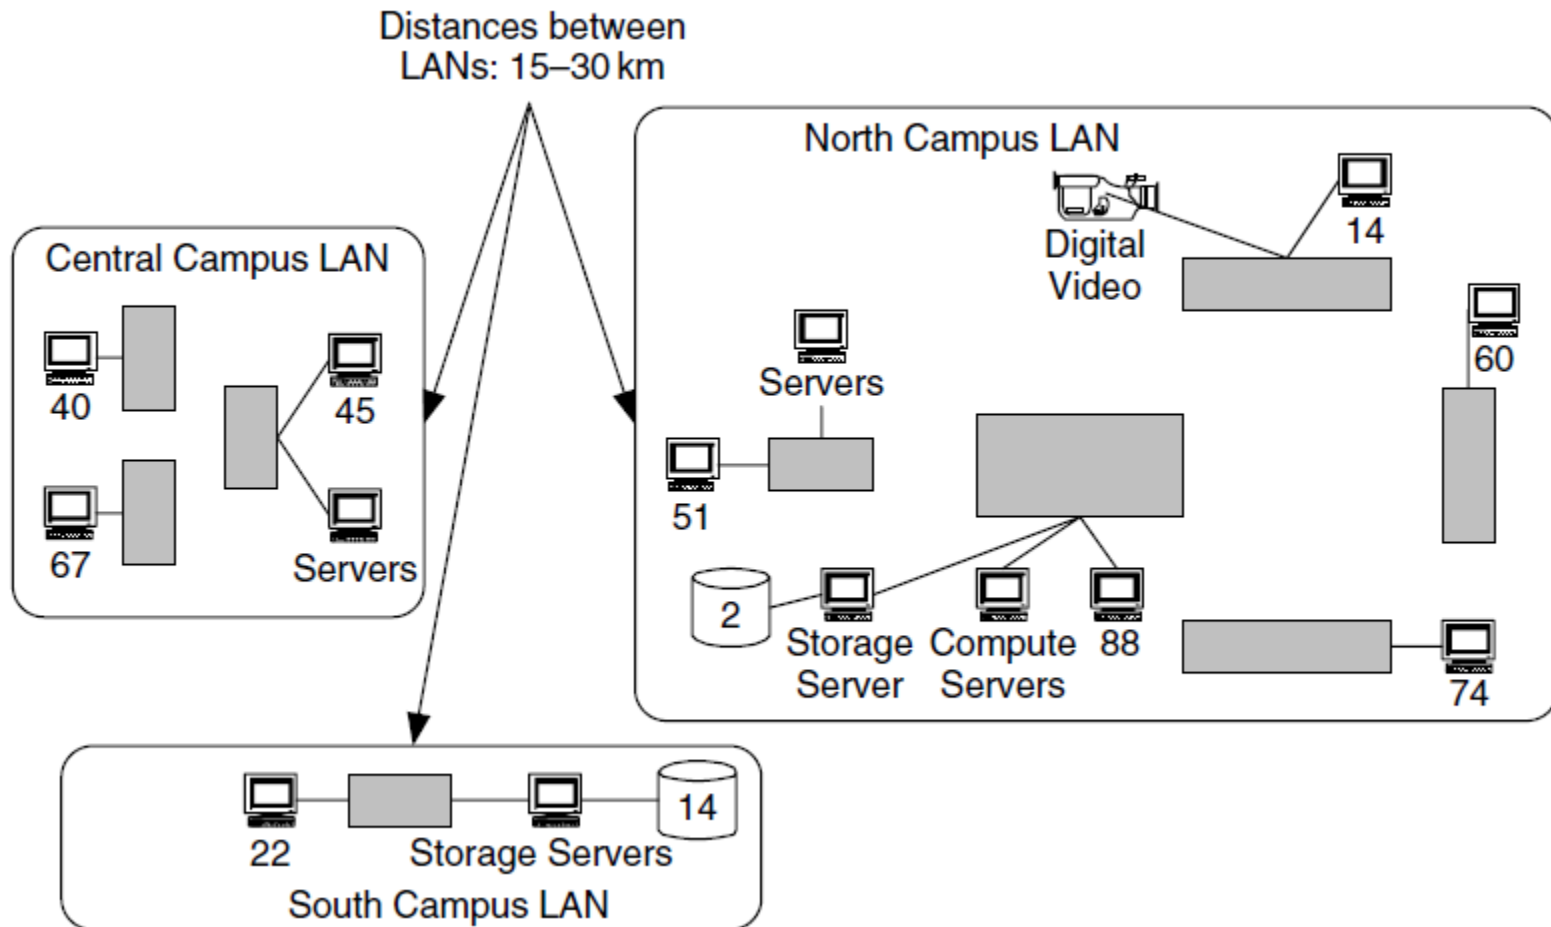 Distances between
LANs: 15–30 km
North Campus LAN
14
Digital
Video
60
Servers
51
2
Storage
Server
Compute
Servers
88
74
Central Campus LAN
40
45
67
Servers
22
Storage Servers
14
South Campus LAN